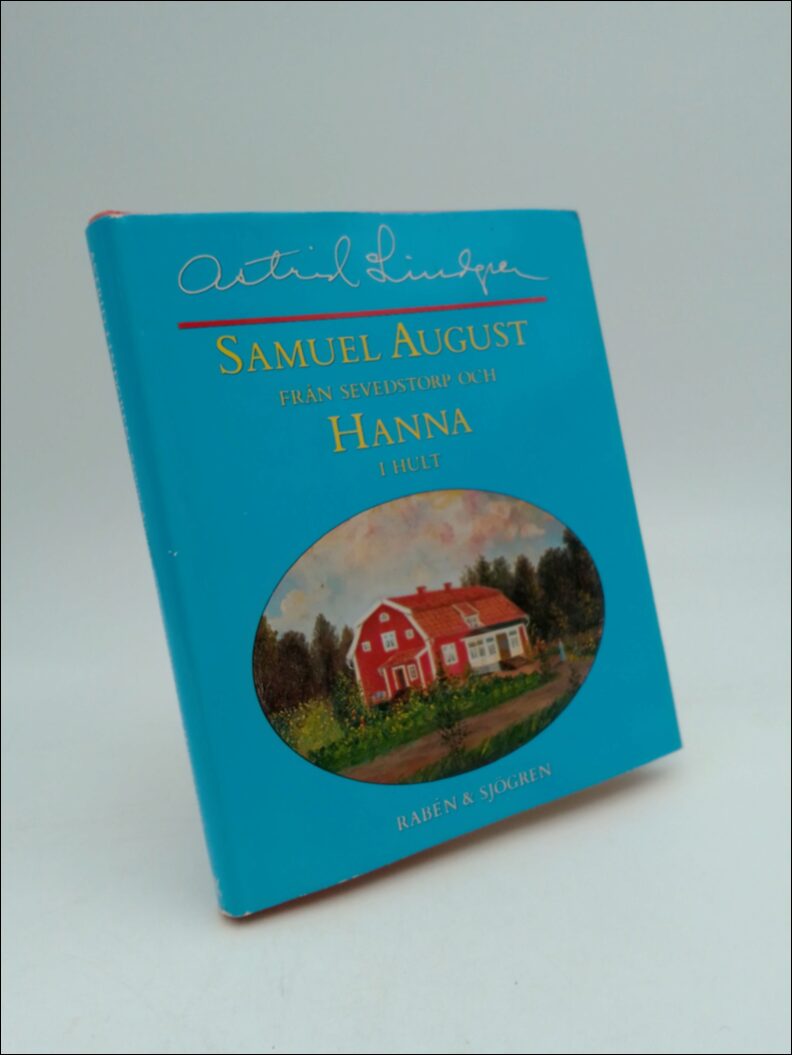 Astrid Lindgren
SAMUEL AUGUST
FRÅN SEVEDSTORP OCH
HANNA
I HULT
RABÉN & SJÖGREN